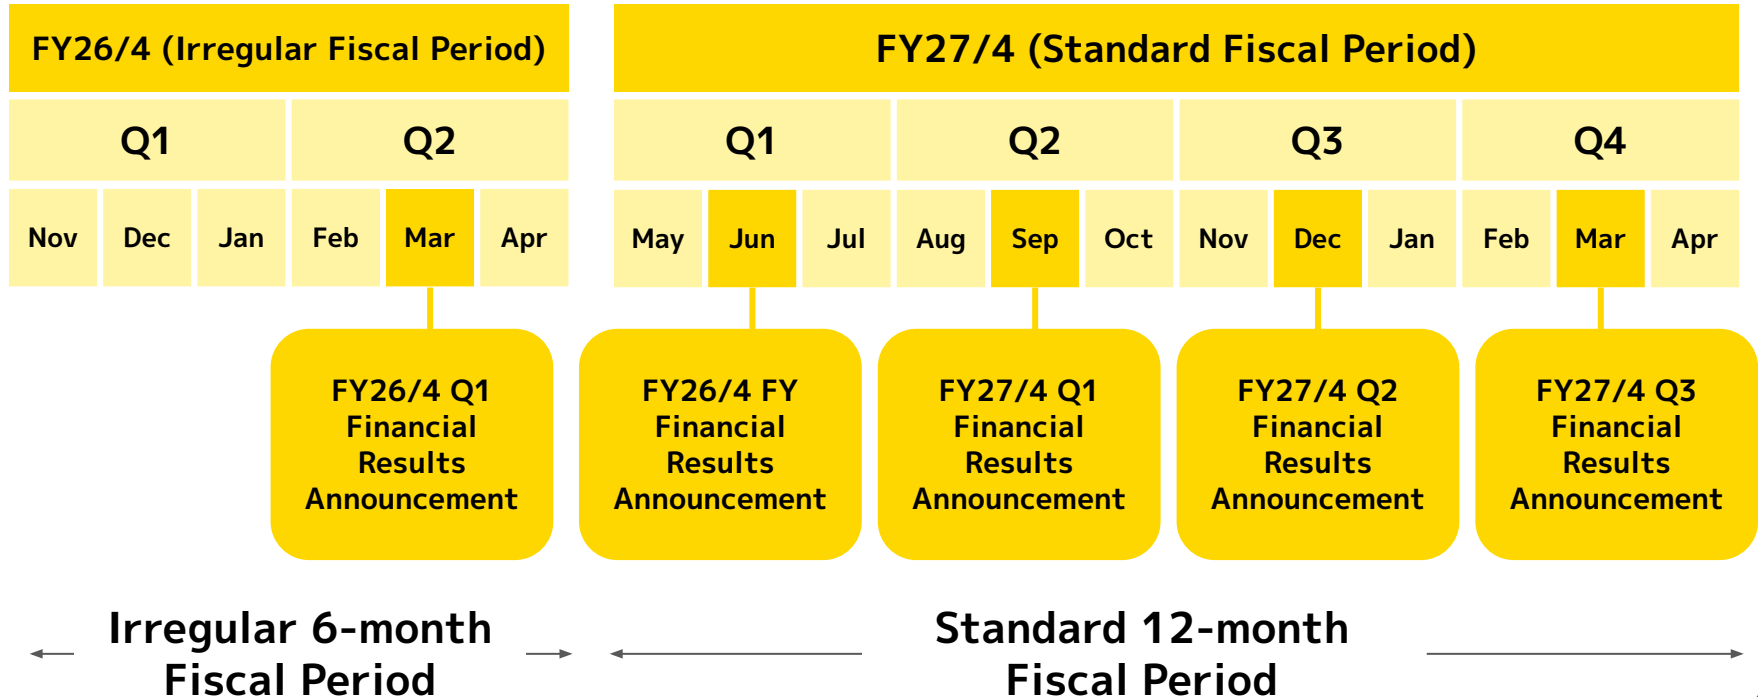 FY26/4 (Irregular Fiscal Period)
FY27/4 (Standard Fiscal Period)
Q1
Q2
Q1
Q2
Q3
Q4
Nov
Dec
Jan
Feb
Mar
Apr
May
Jun
Jul
Aug
Sep
Oct
Nov
Dec
Jan
Feb
Mar
Apr
FY26/4 Q1
Financial
Results
Announcement
FY26/4 FY
Financial
Results
Announcement
FY27/4 Q1
Financial
Results
Announcement
FY27/4 Q2
Financial
Results
Announcement
FY27/4 Q3
Financial
Results
Announcement
Irregular 6-month
Fiscal Period
Standard 12-month
Fiscal Period